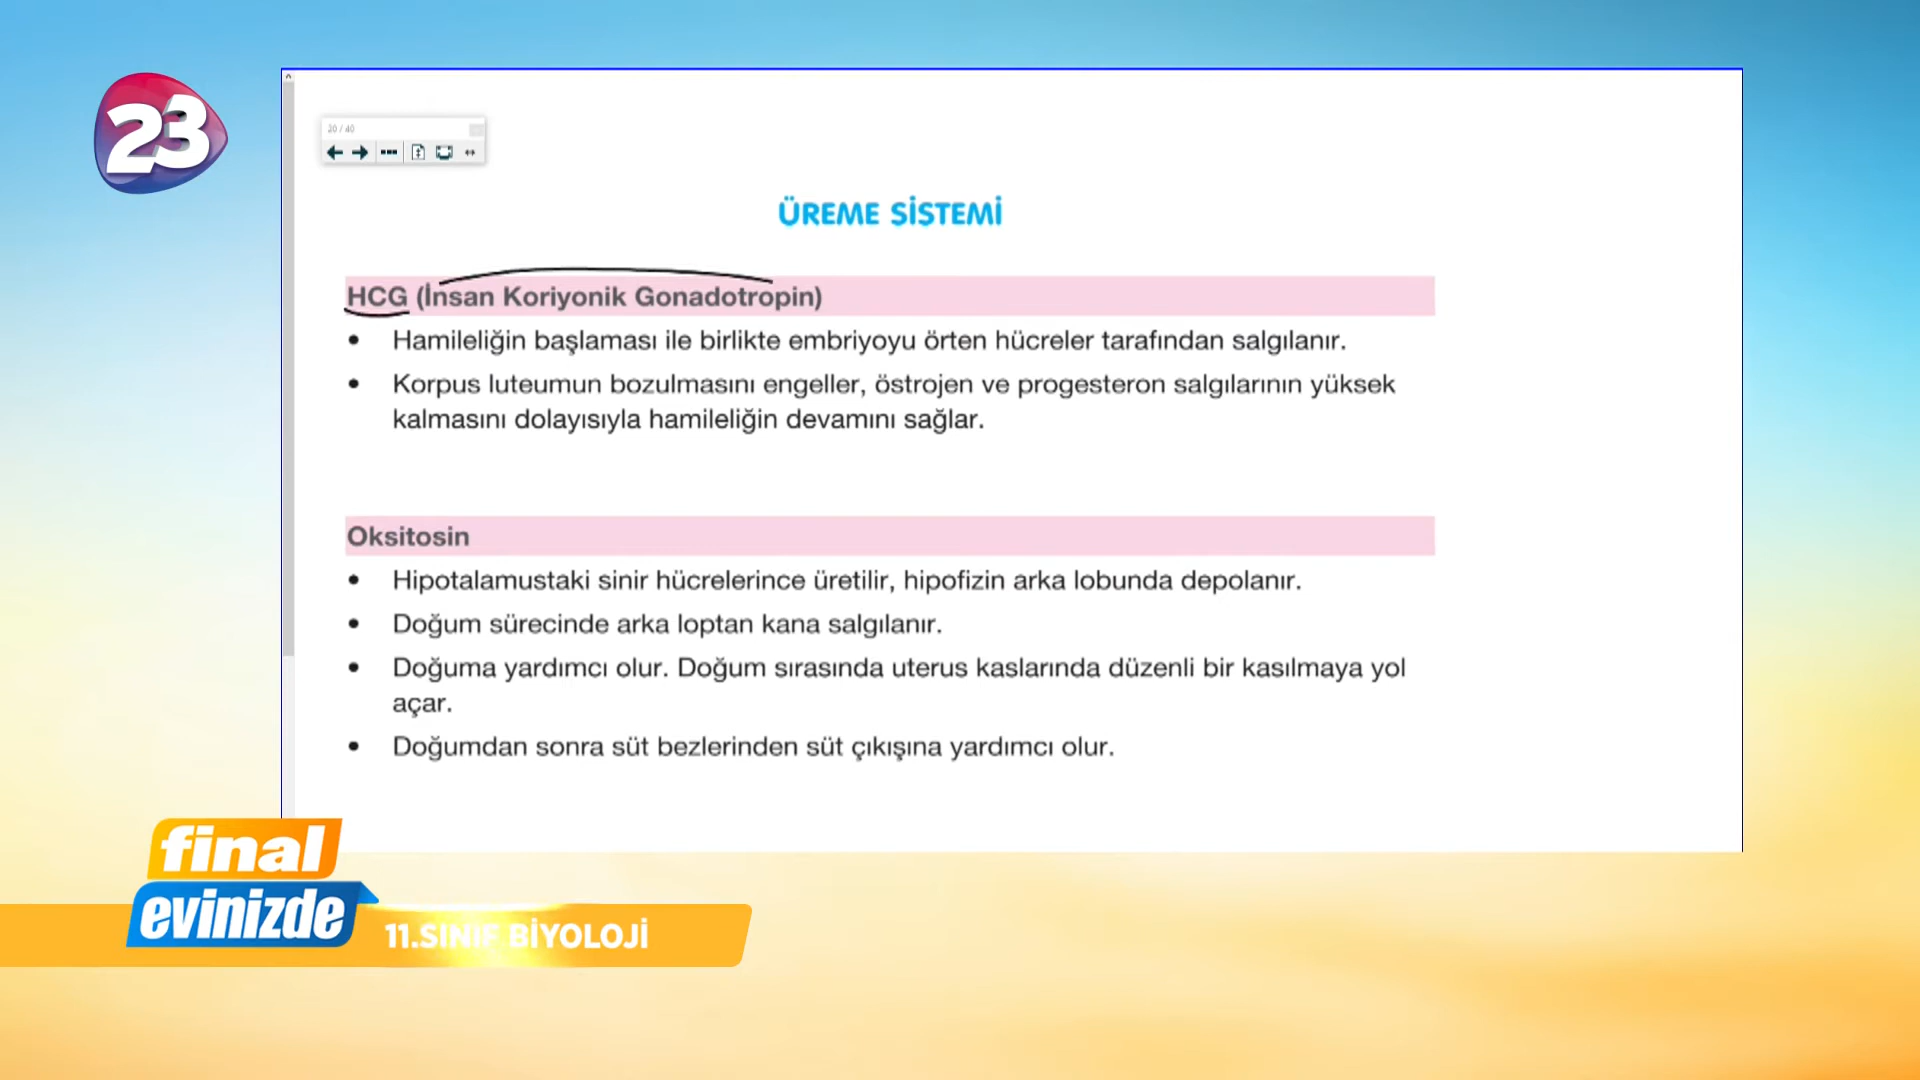 23
20 / 40
ÜREME SİSTEMİ
HCG (İnsan Koriyonik Gonadotropin)
• Hamileliğin başlaması ile birlikte embriyoyu örten hücreler tarafından salgılanır.
• Korpus luteumun bozulmasını engeller, östrojen ve progesteron salgılarının yüksek
kalmasını dolayısıyla hamileliğin devamını sağlar.
Oksitosin
• Hipotalamustaki sinir hücrelerince üretilir, hipofizin arka lobunda depolanır.
• Doğum sürecinde arka loptan kana salgılanır.
• Doğuma yardımcı olur. Doğum sırasında uterus kaslarında düzenli bir kasılmaya yol
açar.
• Doğumdan sonra süt bezlerinden süt çıkışına yardımcı olur.
final
evinizde
11.SINIF BİYOLOJİ